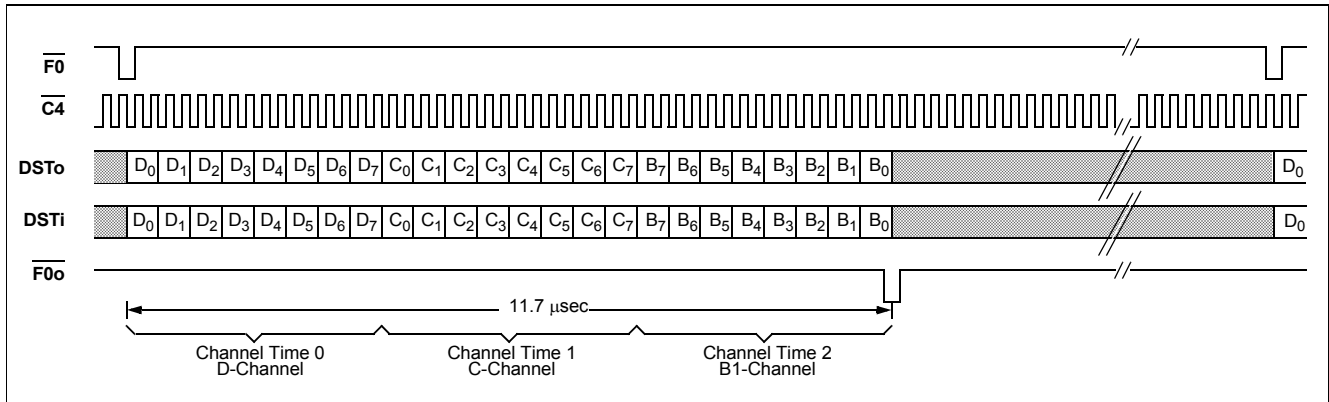 F0
C4
DSTo D0 D1 D2 D3 D4 D5 D6 D7 C0 C1 C2 C3 C4 C5 C6 C7 B7 B6 B5 B4 B3 B2 B1 B0 D0
DSTi D0 D1 D2 D3 D4 D5 D6 D7 C0 C1 C2 C3 C4 C5 C6 C7 B7 B6 B5 B4 B3 B2 B1 B0 D0
F0o
11.7 μsec
Channel Time 0 Channel Time 1 Channel Time 2
D-Channel C-Channel B1-Channel